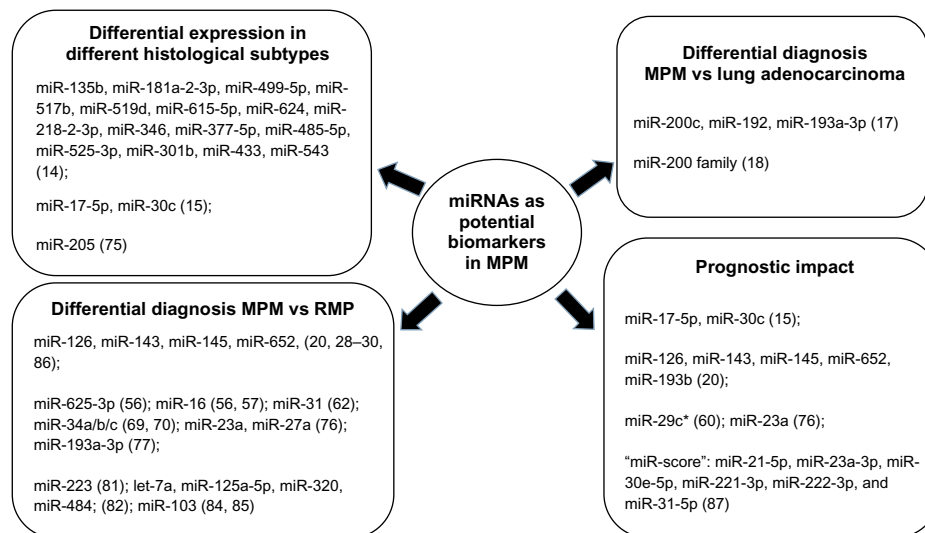 Differential expression in
different histological subtypes
miR-135b, miR-181a-2-3p, miR-499-5p, miR-
517b, miR-519d, miR-615-5p, miR-624, miR-
218-2-3p, miR-346, miR-377-5p, miR-485-5p,
miR-525-3p, miR-301b, miR-433, miR-543
(14);
miR-17-5p, miR-30c (15);
miR-205 (75)
Differential diagnosis
MPM vs lung adenocarcinoma
miR-200c, miR-192, miR-193a-3p (17)
miR-200 family (18)
miRNAs as
potential
biomarkers
in MPM
Differential diagnosis MPM vs RMP
miR-126, miR-143, miR-145, miR-652, (20, 28–30,
86);
miR-625-3p (56); miR-16 (56, 57); miR-31 (62);
miR-34a/b/c (69, 70); miR-23a, miR-27a (76);
miR-193a-3p (77);
miR-223 (81); let-7a, miR-125a-5p, miR-320,
miR-484; (82); miR-103 (84, 85)
Prognostic impact
miR-17-5p, miR-30c (15);
miR-126, miR-143, miR-145, miR-652,
miR-193b (20);
miR-29c* (60); miR-23a (76);
“miR-score”: miR-21-5p, miR-23a-3p, miR-
30e-5p, miR-221-3p, miR-222-3p, and
miR-31-5p (87)